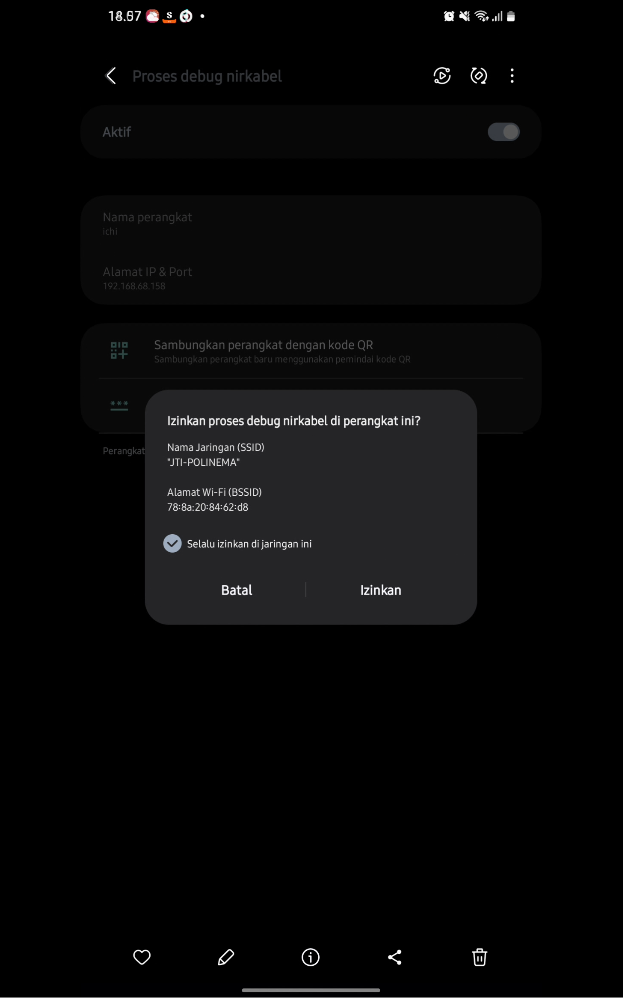 18.57
Proses debug nirkabel
Aktif
Nama perangkat
ichi
Alamat IP & Port
192.168.68.158
Sambungkan perangkat dengan kode QR
Sambungkan perangkat baru menggunakan pemindai kode QR
Perangkat
Izinkan proses debug nirkabel di perangkat ini?
Nama Jaringan (SSID)
"JTI-POLINEMA"
Alamat Wi-Fi (BSSID)
78:8a:20:84:62:d8
Selalu izinkan di jaringan ini
Batal
Izinkan